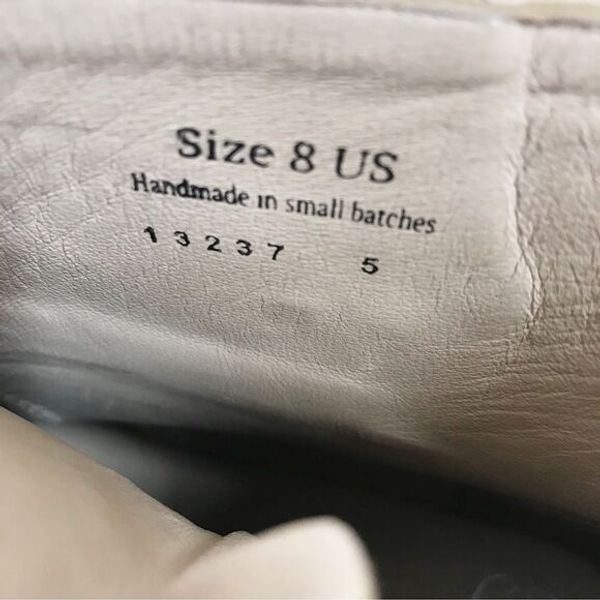 Size 8 US
Handmade in small batches
13237 5